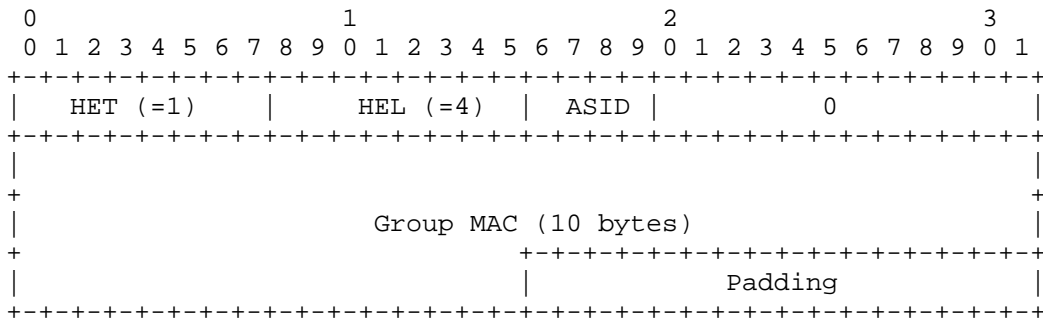 0                   1                   2                   3
 0 1 2 3 4 5 6 7 8 9 0 1 2 3 4 5 6 7 8 9 0 1 2 3 4 5 6 7 8 9 0 1
+-+-+-+-+-+-+-+-+-+-+-+-+-+-+-+-+-+-+-+-+-+-+-+-+-+-+-+-+-+-+-+-+
|   HET (=1)    |     HEL (=4)  |  ASID |          0            |
+-+-+-+-+-+-+-+-+-+-+-+-+-+-+-+-+-+-+-+-+-+-+-+-+-+-+-+-+-+-+-+-+
|                                                               |
+                                                               +
|                      Group MAC (10 bytes)                     |
+                               +-+-+-+-+-+-+-+-+-+-+-+-+-+-+-+-+
|                               |            Padding            |
+-+-+-+-+-+-+-+-+-+-+-+-+-+-+-+-+-+-+-+-+-+-+-+-+-+-+-+-+-+-+-+-+